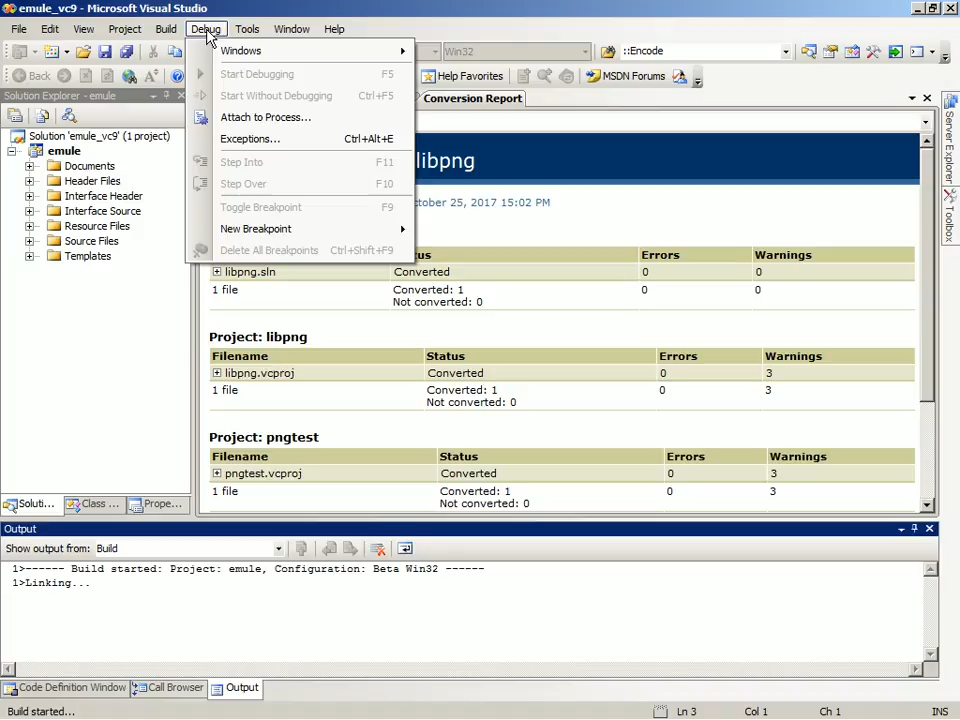 emule_vc9 - Microsoft Visual Studio
File Edit View Project Build Debug Tools Window Help
Win32 ::Encode
Back Help Favorites MSDN Forums
Windows
Start Debugging F5
Start Without Debugging Ctrl+F5
Attach to Process...
Exceptions... Ctrl+Alt+E
Step Into F11
Step Over F10
Toggle Breakpoint F9
New Breakpoint
Delete All Breakpoints Ctrl+Shift+F9
Solution Explorer - emule
Solution 'emule_vc9' (1 project)
emule
Documents
Header Files
Interface Header
Interface Source
Resource Files
Source Files
Templates
Soluti... Class ... Prope...
Conversion Report
libpng
ctober 25, 2017 15:02 PM
us Errors Warnings
libpng.sln Converted 0 0
1 file Converted: 1 0 0
Not converted: 0
Project: libpng
Filename Status Errors Warnings
libpng.vcproj Converted 0 3
1 file Converted: 1 0 3
Not converted: 0
Project: pngtest
Filename Status Errors Warnings
pngtest.vcproj Converted 0 3
1 file Converted: 1 0 3
Not converted: 0
Server Explorer
Toolbox
Output
Show output from: Build
1>------ Build started: Project: emule, Configuration: Beta Win32 ------
1>Linking...
Code Definition Window Call Browser Output
Build started... Ln 3 Col 1 Ch 1 INS